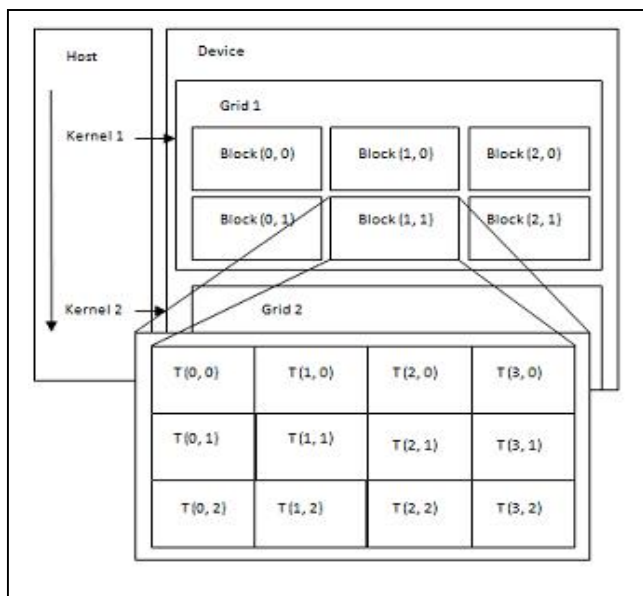 Host
Device
Grid 1
Kernel 1
Block (0, 0) Block (1, 0) Block (2, 0)
Block (0, 1) Block (1, 1) Block (2, 1)
Kernel 2
Grid 2
T (0, 0) T (1, 0) T (2, 0) T (3, 0)
T (0, 1) T (1, 1) T (2, 1) T (3, 1)
T (0, 2) T (1, 2) T (2, 2) T (3, 2)